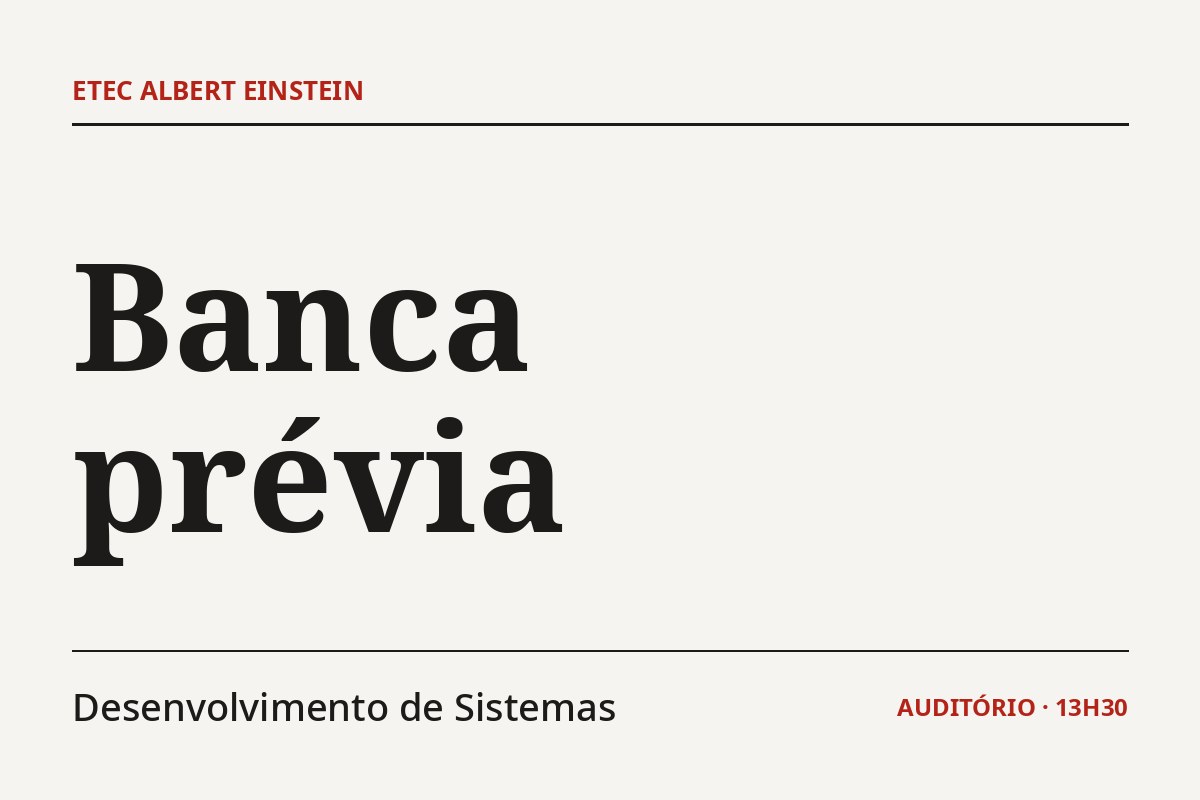 ETEC ALBERT EINSTEIN
Banca
prévia
Desenvolvimento de Sistemas
AUDITÓRIO · 13H30